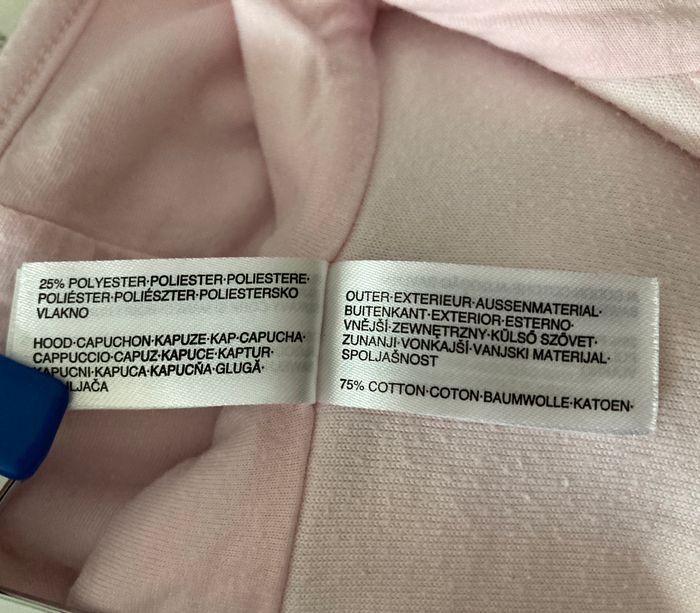 25% POLYESTER·POLIESTER·POLIESTERE·
POLIÉSTER·POLIÉSZTER·POLIESTERSKO
VLAKNO
HOOD·CAPUCHON·KAPUZE·KAP·CAPUCHA·
CAPPUCCIO·CAPUZ·KAPUCE·KAPTUR·
KAPUCNI·KAPUCA·KAPUCŇA·GLUGĂ·
OUTER·EXTERIEUR·AUSSENMATERIAL·
BUITENKANT·EXTERIOR·ESTERNO·
VNĚJŠÍ·ZEWNĘTRZNY·KÜLSŐ SZÖVET·
ZUNANJI·VONKAJŠÍ·VANJSKI MATERIJAL·
SPOLJAŠNOST
75% COTTON·COTON·BAUMWOLLE·KATOEN·